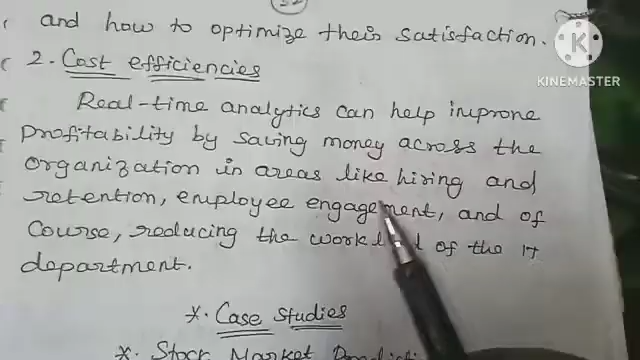 and how to optimize their satisfaction.
2. Cost efficiencies
Real-time analytics can help improve
profitability by saving money across the
organization in areas like hiring and
retention, employee engagement, and of
course, reducing the of the IT
department.
*. Case Studies
*. Stock Market
K
KINEMASTER